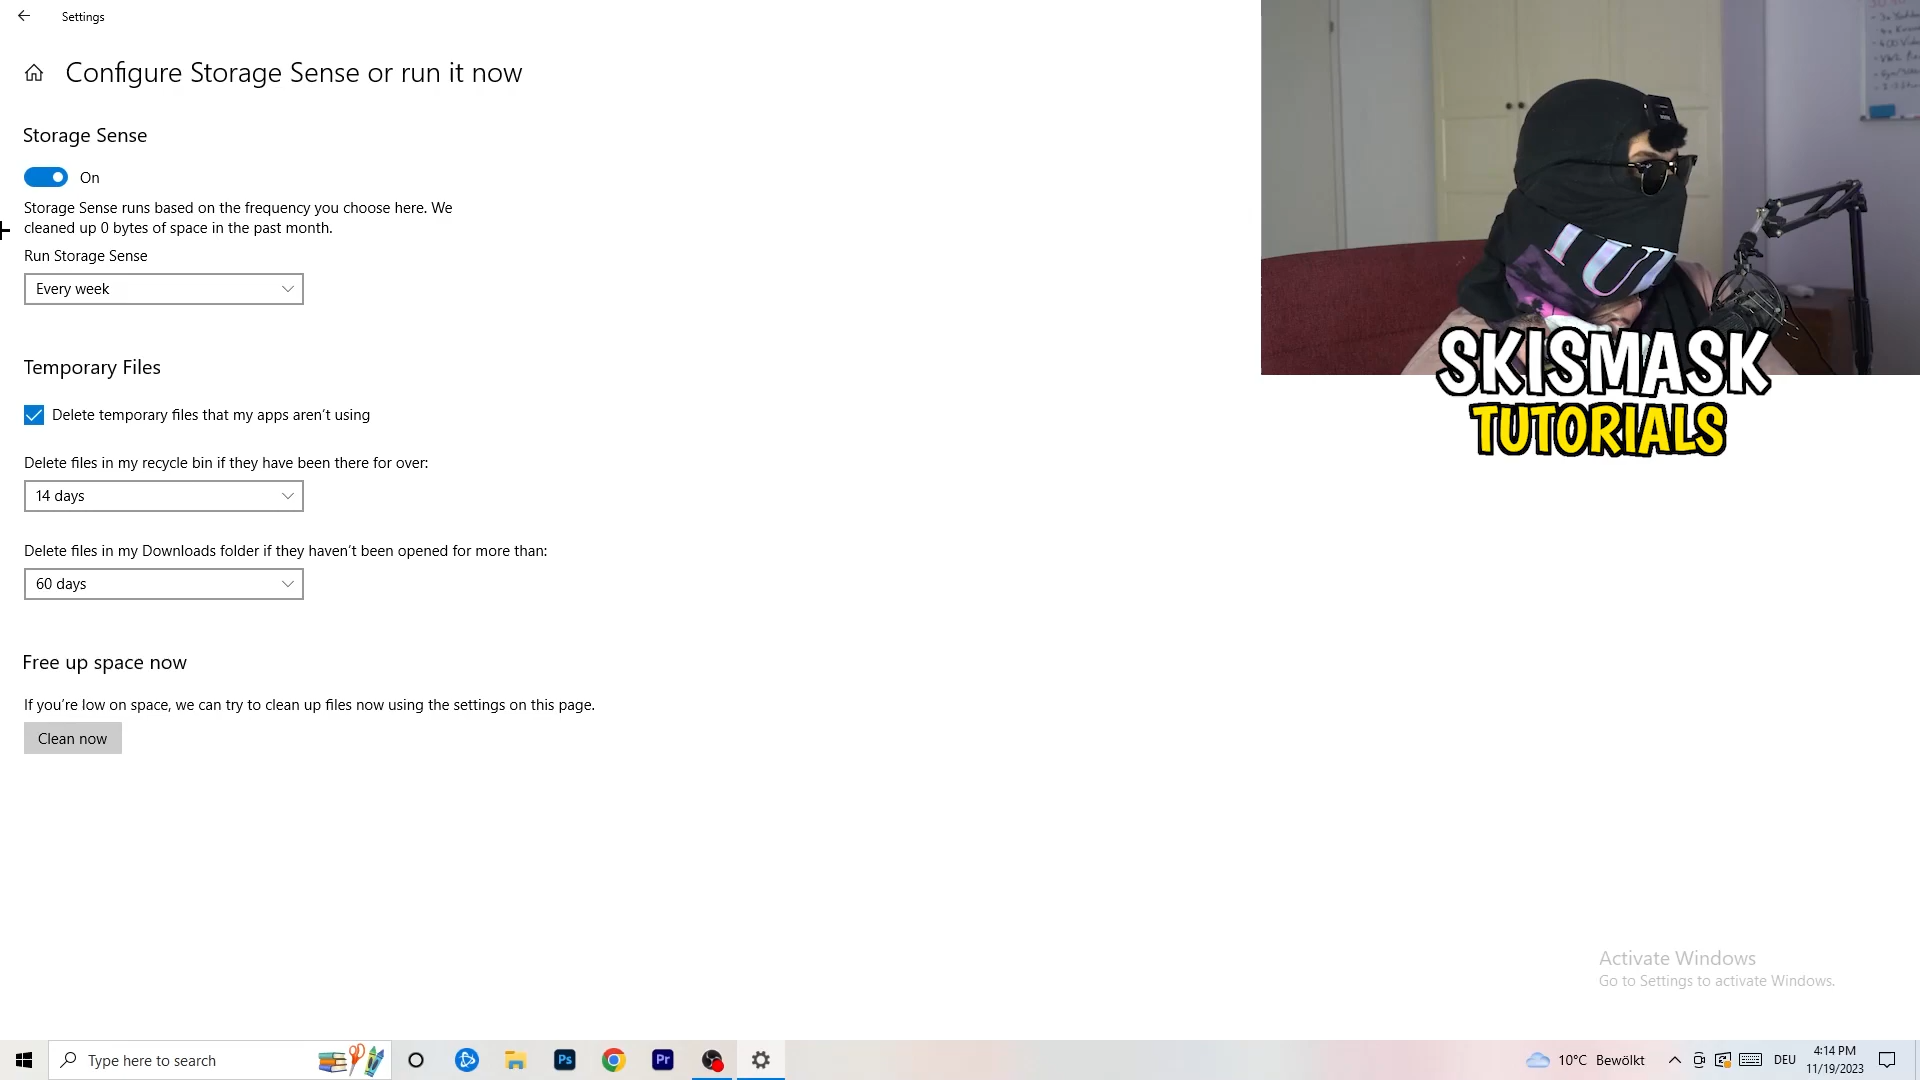 Settings
Configure Storage Sense or run it now
Storage Sense
On
Storage Sense runs based on the frequency you choose here. We
cleaned up 0 bytes of space in the past month.
Run Storage Sense
Every week
Temporary Files
Delete temporary files that my apps aren't using
Delete files in my recycle bin if they have been there for over:
14 days
Delete files in my Downloads folder if they haven't been opened for more than:
60 days
Free up space now
If you're low on space, we can try to clean up files now using the settings on this page.
Clean now
SKISMASK
TUTORIALS
Activate Windows
Go to Settings to activate Windows.
Type here to search
Ps
Pr
10°C Bewölkt
DEU
4:14 PM
11/19/2023